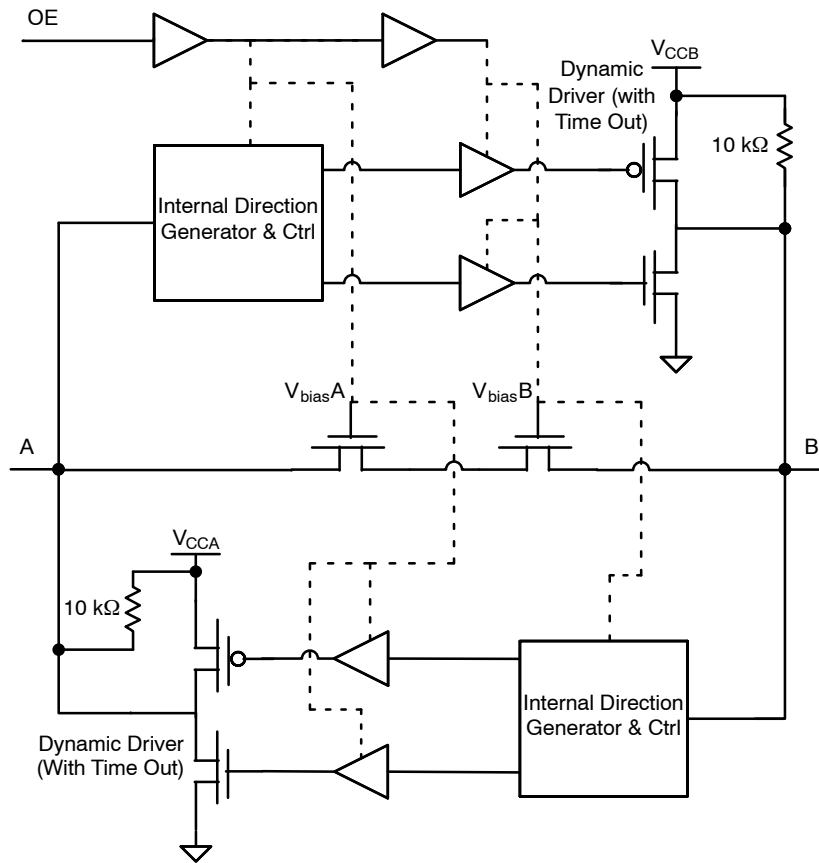 OE
Dynamic
Driver (with
Time Out)
VCCB
10 kΩ
Internal Direction
Generator & Ctrl
VbiasA
VbiasB
A
B
VCCA
10 kΩ
Internal Direction
Generator & Ctrl
Dynamic Driver
(With Time Out)